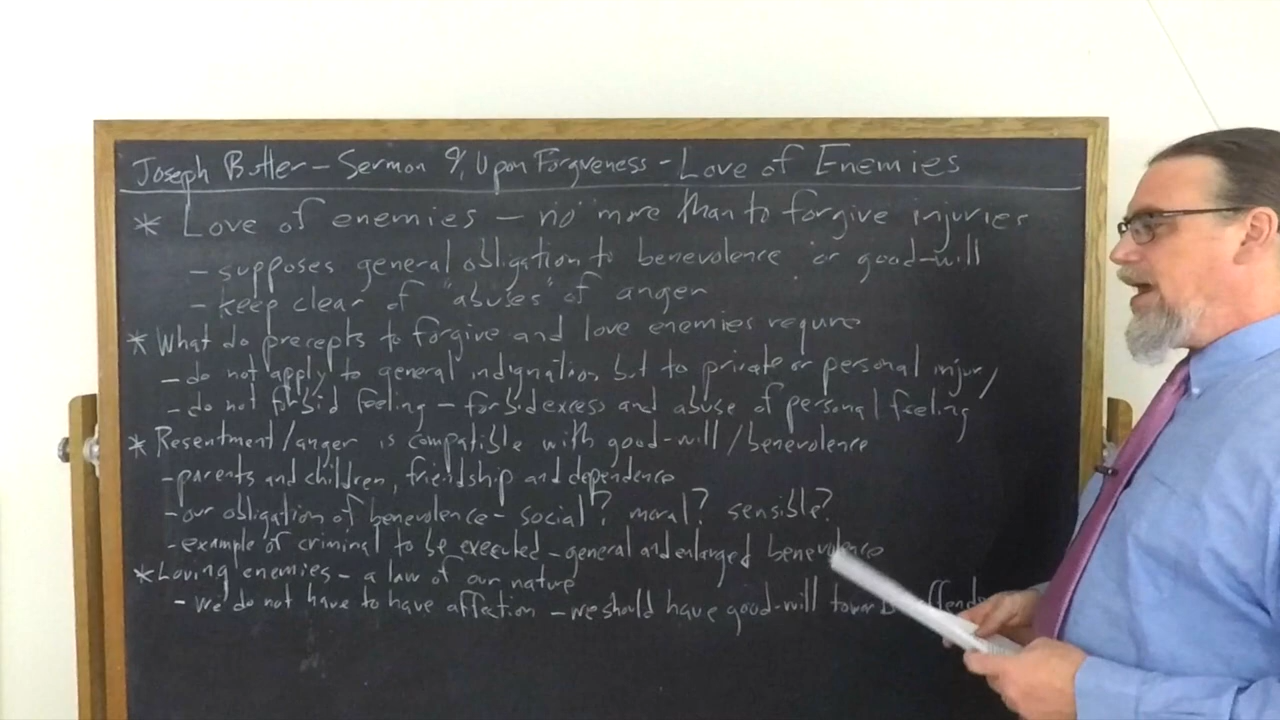 Joseph Butler - Sermon 9, Upon Forgiveness - Love of Enemies
* Love of enemies - "no more than to forgive injuries
- supposes general obligation to benevolence or good-will
- keep clear of "abuses" of anger
* What do precepts to forgive and love enemies require
- do not apply to general indignation, but to private or personal injury
- do not forbid feeling - forbid excess and abuse of personal feeling
* Resentment/anger is compatible with good-will/benevolence
- parents and children, friendship and dependence
- our obligation of benevolence - social? moral? sensible?
- example of criminal to be executed - general and enlarged benevolence
* Loving enemies - a law of our nature
- we do not have to have affection - we should have good-will